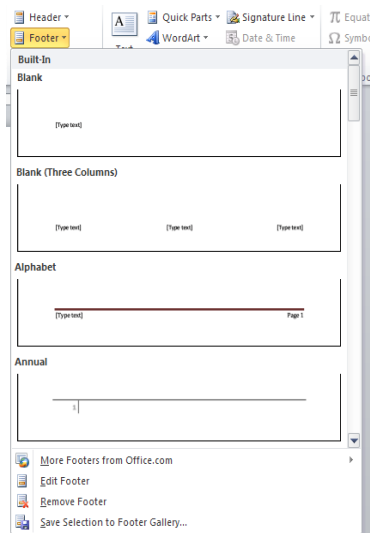 Header
Quick Parts
Signature Line
Equat
A
Footer
WordArt
Date & Time
Symbo
Text
Built-In
Blank
[Type text]
Blank (Three Columns)
[Type text] [Type text] [Type text]
Alphabet
[Type text] Page 1
Annual
1
More Footers from Office.com
Edit Footer
Remove Footer
Save Selection to Footer Gallery...